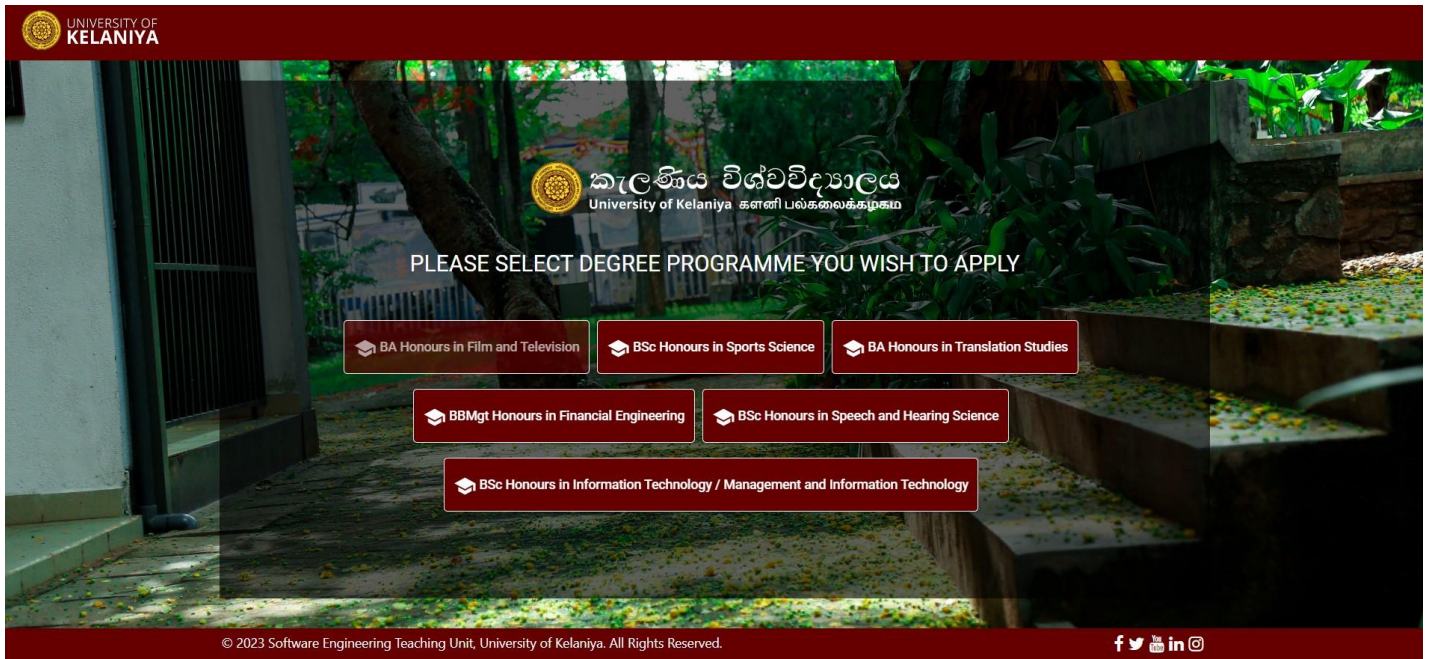 UNIVERSITY OF
KELANIYA
කැලණිය විශ්වවිද්‍යාලය
University of Kelaniya களனி பல்கலைக்கழகம்
PLEASE SELECT DEGREE PROGRAMME YOU WISH TO APPLY
BA Honours in Film and Television
BSc Honours in Sports Science
BA Honours in Translation Studies
BBMgt Honours in Financial Engineering
BSc Honours in Speech and Hearing Science
BSc Honours in Information Technology / Management and Information Technology
© 2023 Software Engineering Teaching Unit, University of Kelaniya. All Rights Reserved.